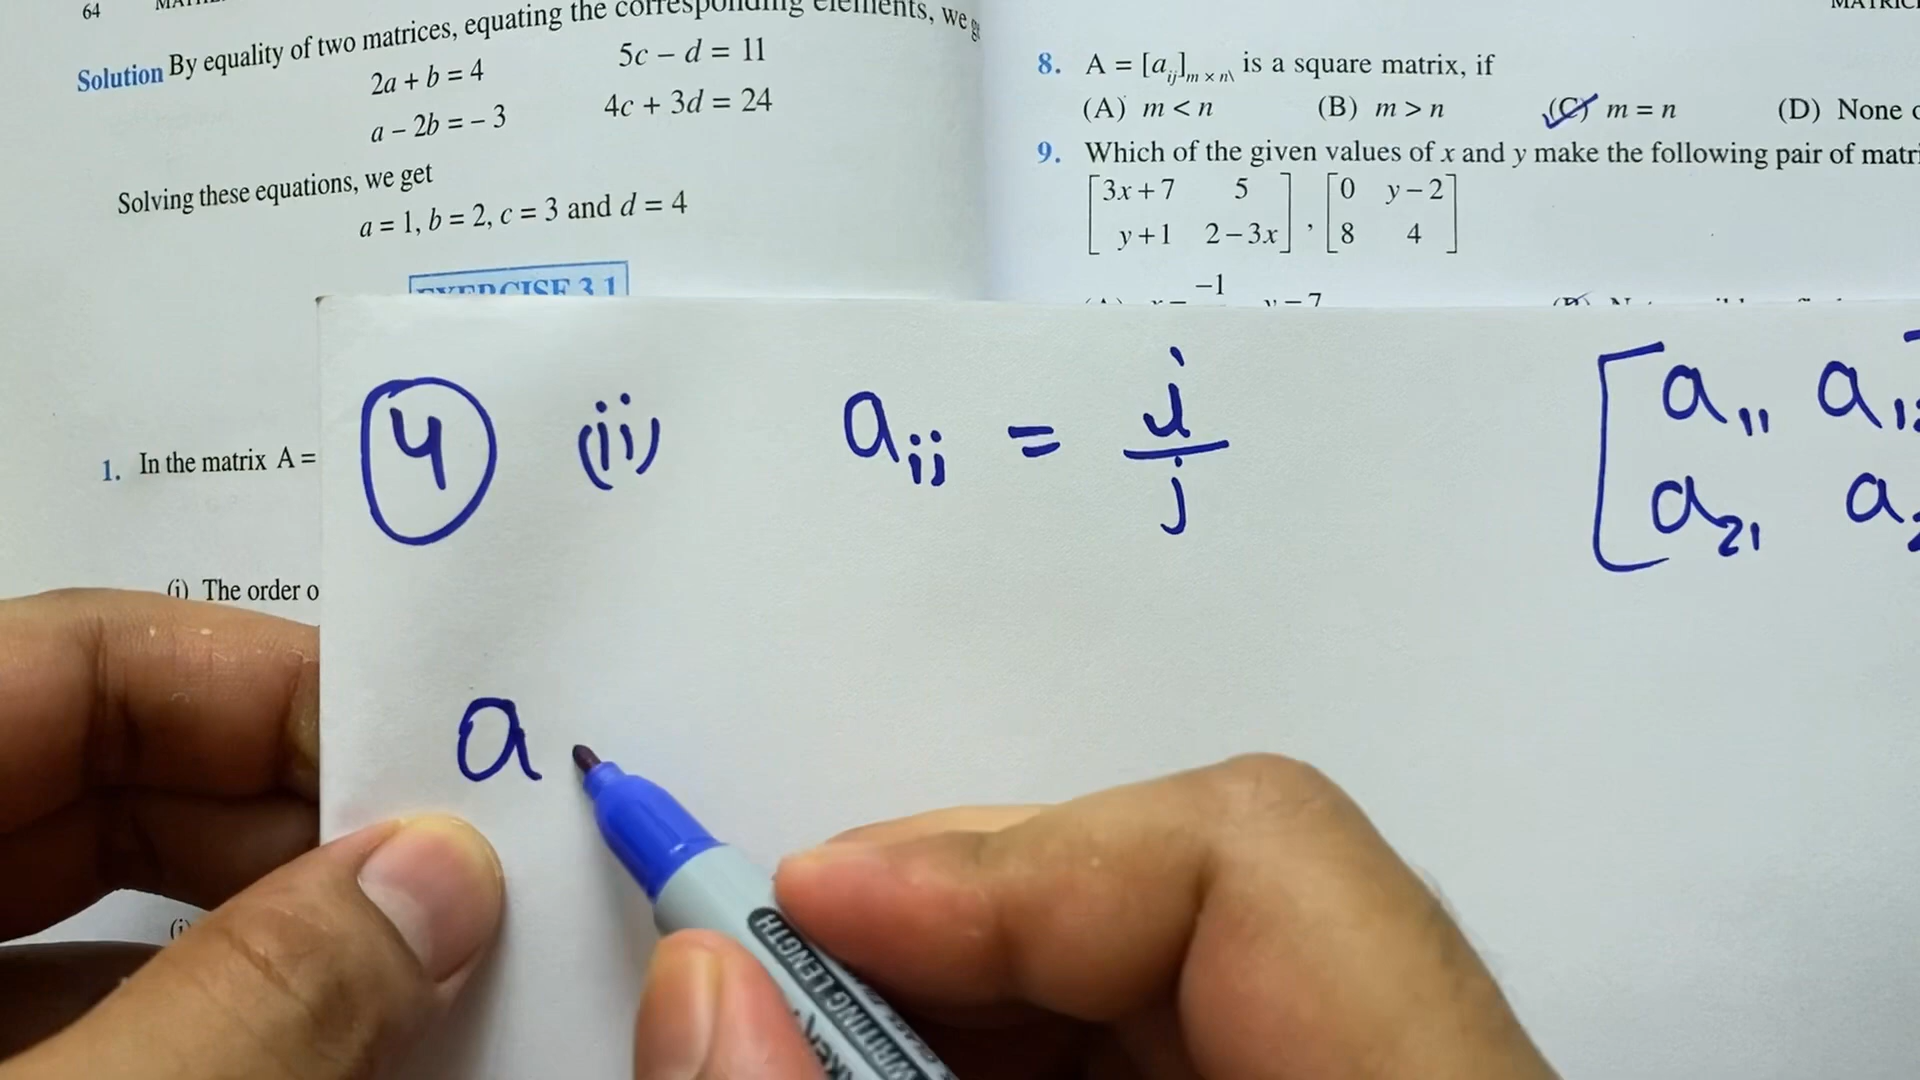 64
Solution By equality of two matrices, equating the corresponding elements, we
2a + b = 4 5c – d = 11
a – 2b = – 3 4c + 3d = 24
Solving these equations, we get
a = 1, b = 2, c = 3 and d = 4
EXERCISE 3.1
1. In the matrix A =
(i) The order o
8. A = [aij]m × n\ is a square matrix, if
(A) m < n (B) m > n (C) m = n (D) None
9. Which of the given values of x and y make the following pair of matri
[3x+7 5] [0 y–2]
[y+1 2–3x] , [8 4]
–1
y = 7
4 (ii) aij = i/j
[a11 a1
a21 a
a
WRITING LENGTH